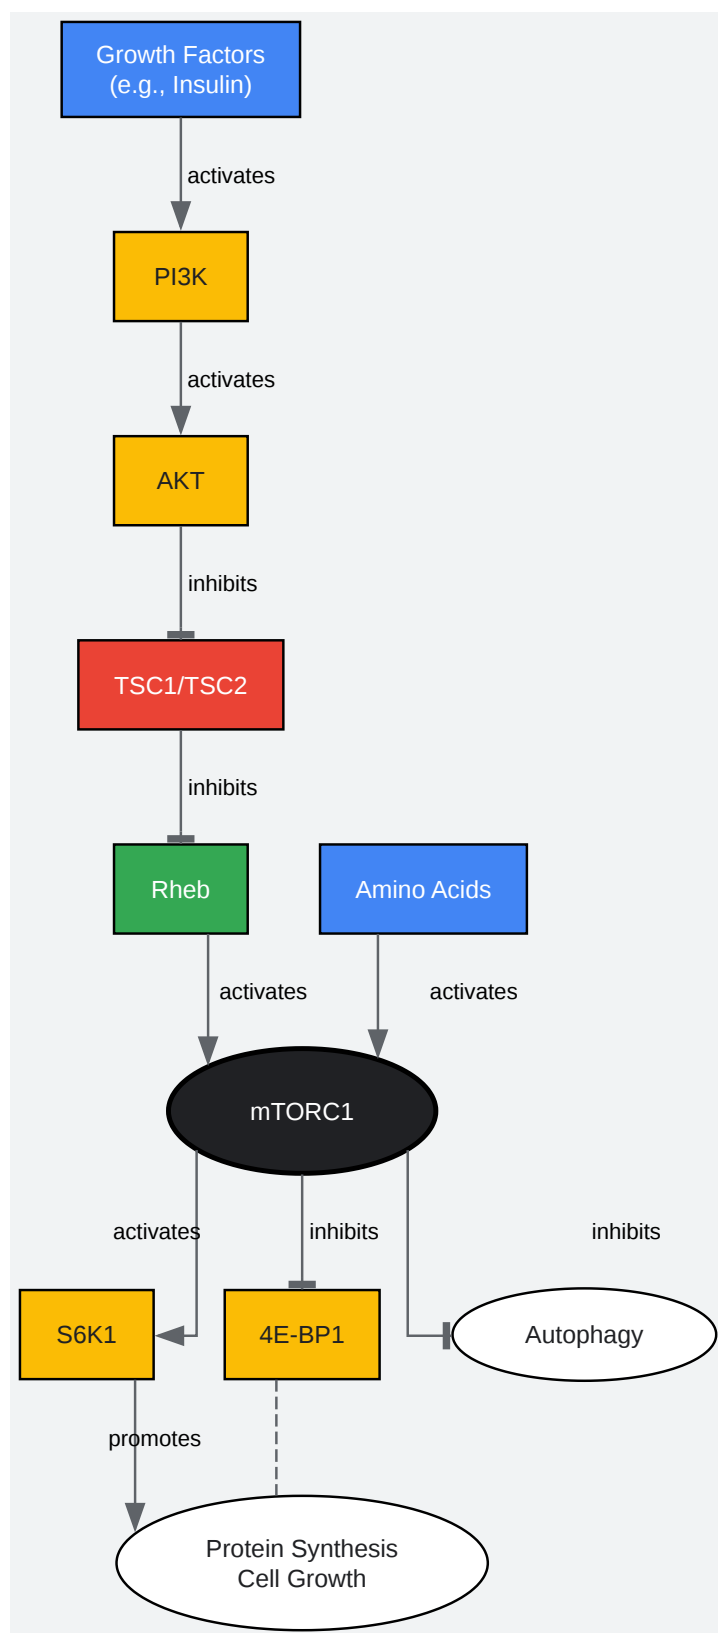 Growth Factors
(e.g., Insulin)
activates
PI3K
activates
AKT
inhibits
TSC1/TSC2
inhibits
Rheb
Amino Acids
activates
activates
mTORC1
activates
inhibits
inhibits
S6K1
4E-BP1
Autophagy
promotes
Protein Synthesis
Cell Growth